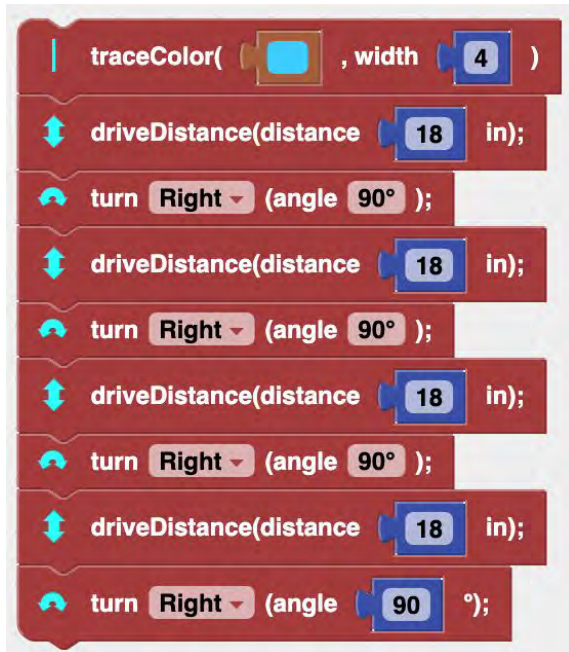 traceColor( , width 4 )
driveDistance(distance 18 in);
turn Right (angle 90° );
driveDistance(distance 18 in);
turn Right (angle 90° );
driveDistance(distance 18 in);
turn Right (angle 90° );
driveDistance(distance 18 in);
turn Right (angle 90 °);